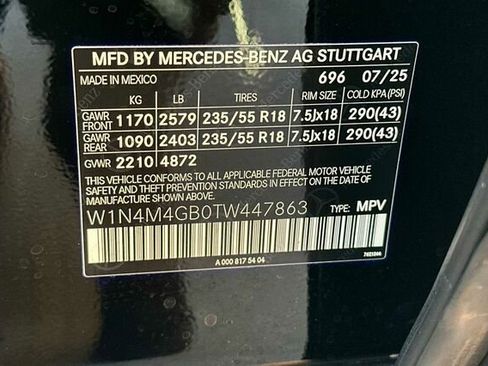 MFD BY MERCEDES-BENZ AG STUTTGART
MADE IN MEXICO 696 07/25
KG LB TIRES RIM SIZE COLD KPA(PSI)
GAWR FRONT 1170 2579 235/55 R18 7.5Jx18 290(43)
GAWR REAR 1090 2403 235/55 R18 7.5Jx18 290(43)
GVWR 2210 4872
THIS VEHICLE CONFORMS TO ALL APPLICABLE FEDERAL MOTOR VEHICLE
SAFETY, BUMPER, AND THEFT PREVENTION STANDARDS IN EFFECT ON THE DATE OF
MANUFACTURE SHOWN ABOVE.
W1N4M4GB0TW447863 TYPE: MPV
A 000 817 54 04